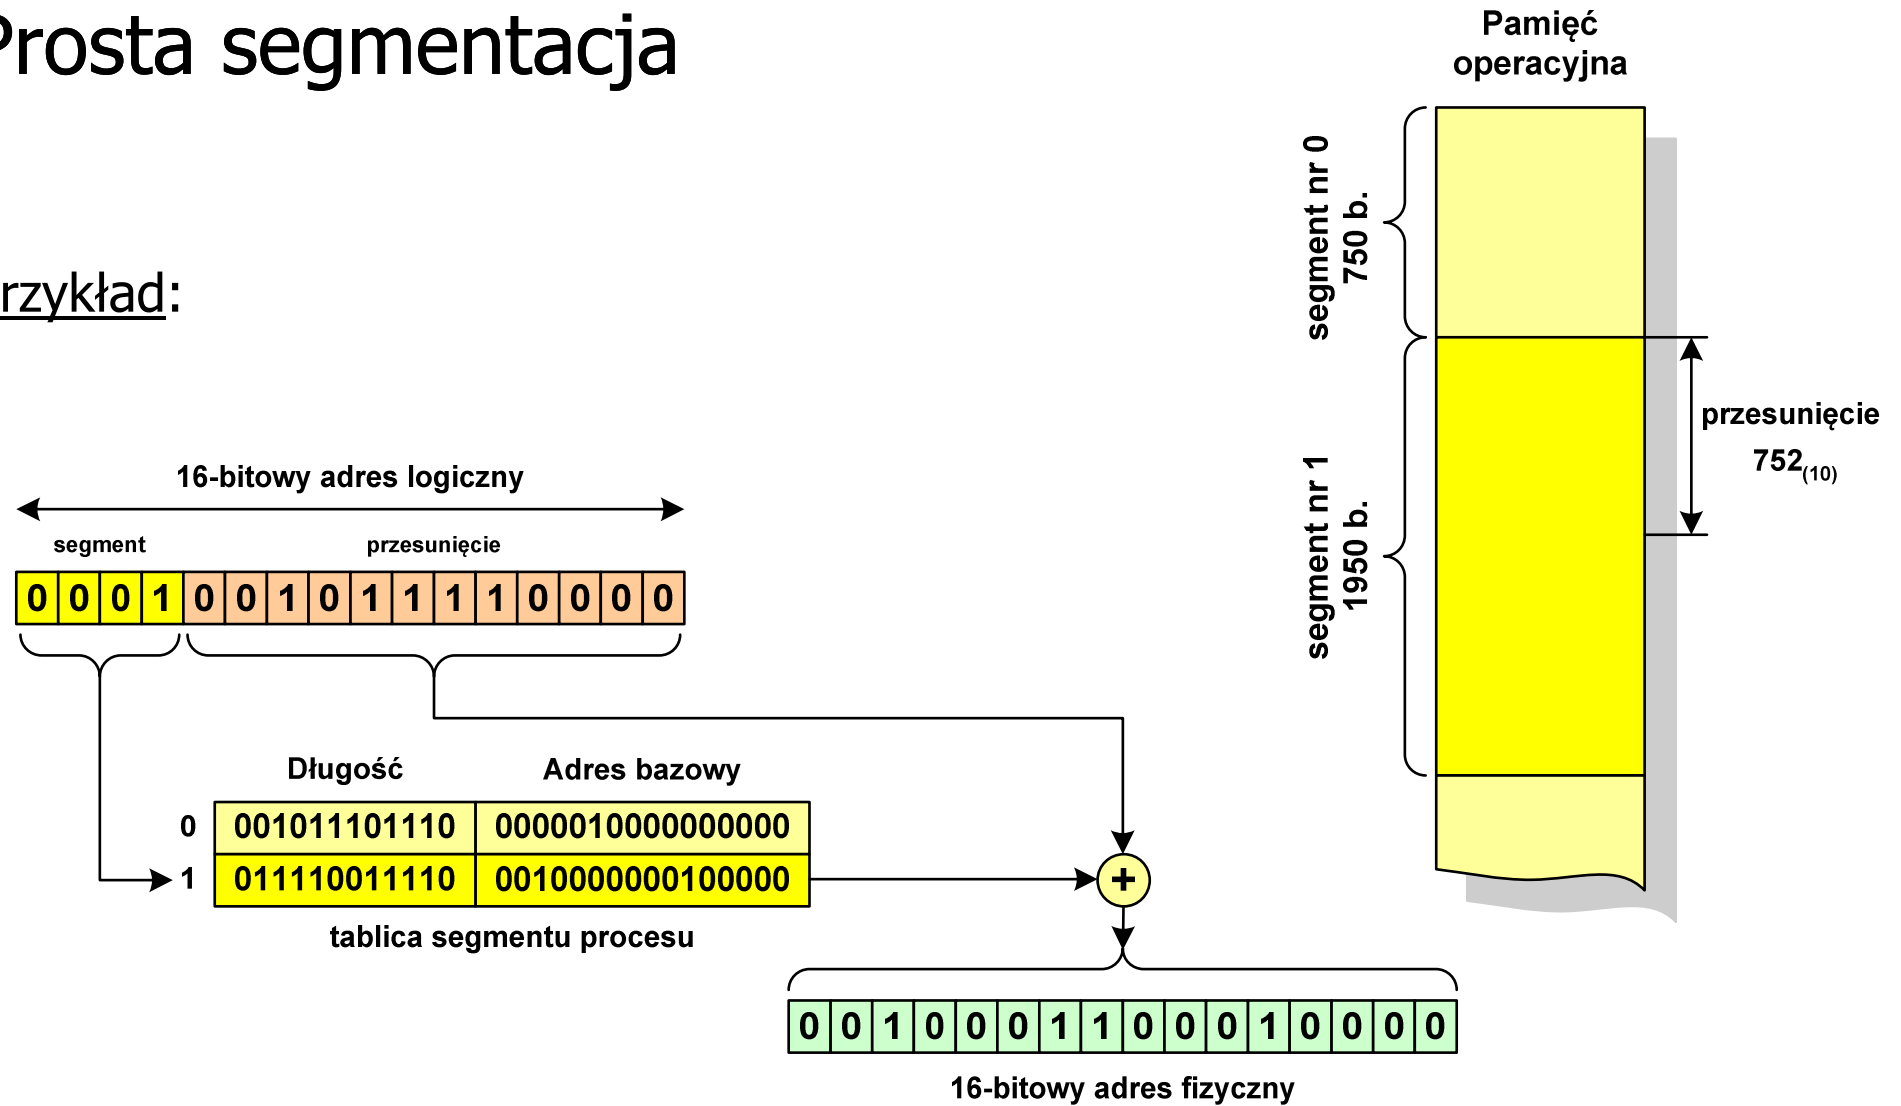 Prosta segmentacja
rzykład:
Pamięć
operacyjna
segment nr 0
750 b.
segment nr 1
1950 b.
przesunięcie
752(10)
16-bitowy adres logiczny
segment przesunięcie
0 0 0 1 0 0 1 0 1 1 1 1 0 0 0 0
Długość Adres bazowy
0 001011101110 0000010000000000
1 011110011110 0010000000100000
tablica segmentu procesu
+
0 0 1 0 0 0 1 1 0 0 0 1 0 0 0 0
16-bitowy adres fizyczny